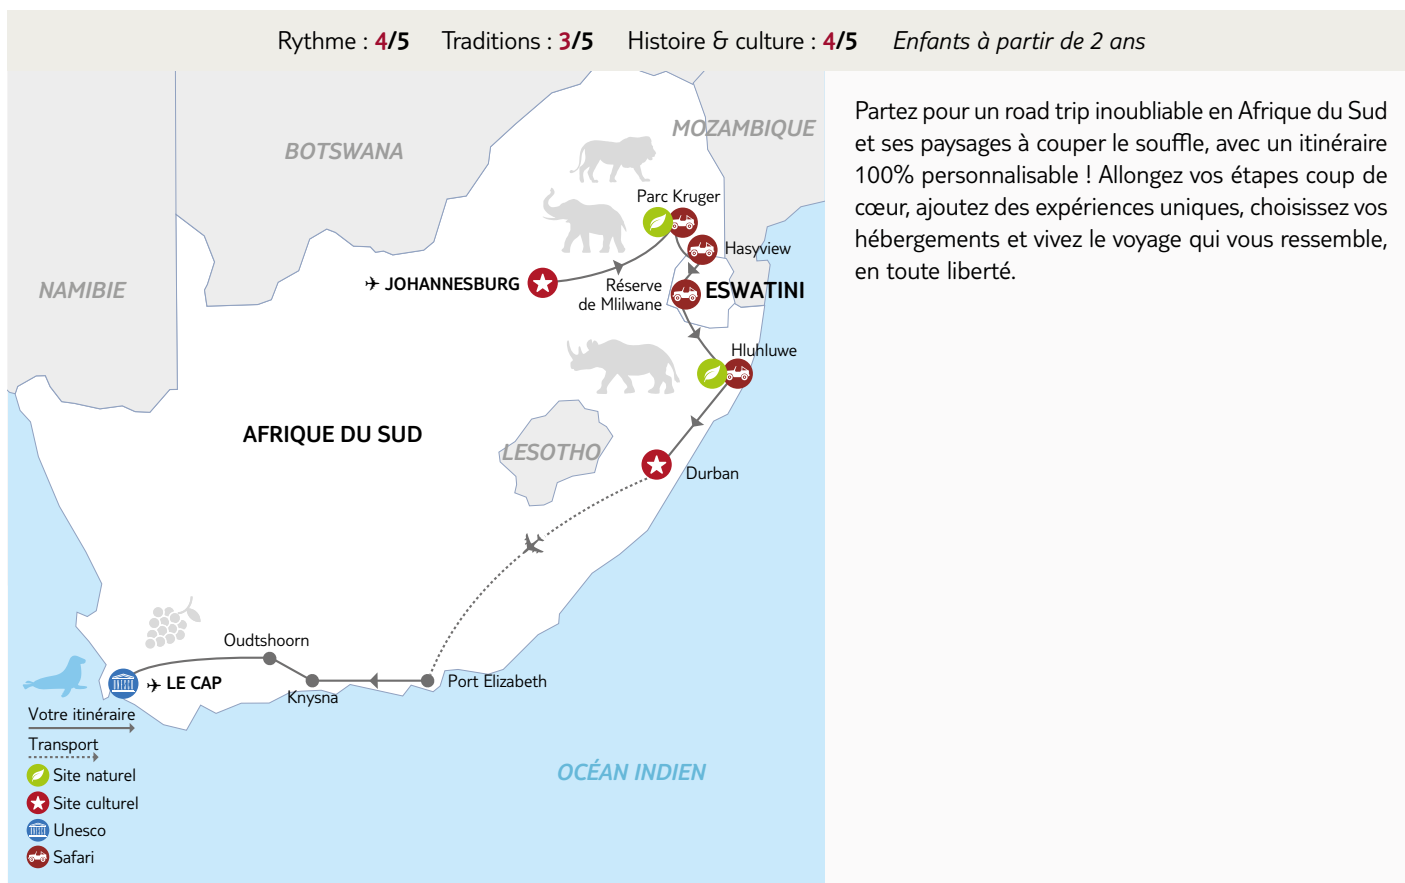 Rythme : 4/5 Traditions : 3/5 Histoire & culture : 4/5 Enfants à partir de 2 ans
Partez pour un road trip inoubliable en Afrique du Sud
et ses paysages à couper le souffle, avec un itinéraire
100% personnalisable ! Allongez vos étapes coup de
cœur, ajoutez des expériences uniques, choisissez vos
hébergements et vivez le voyage qui vous ressemble,
en toute liberté.
MOZAMBIQUE
BOTSWANA
Parc Kruger
Hasyview
JOHANNESBURG
NAMIBIE
Réserve
de Mlilwane
ESWATINI
Hluhluwe
AFRIQUE DU SUD
LESOTHO
Durban
Oudtshoorn
LE CAP
Knysna
Port Elizabeth
OCÉAN INDIEN
Votre itinéraire
Transport
Site naturel
Site culturel
Unesco
Safari